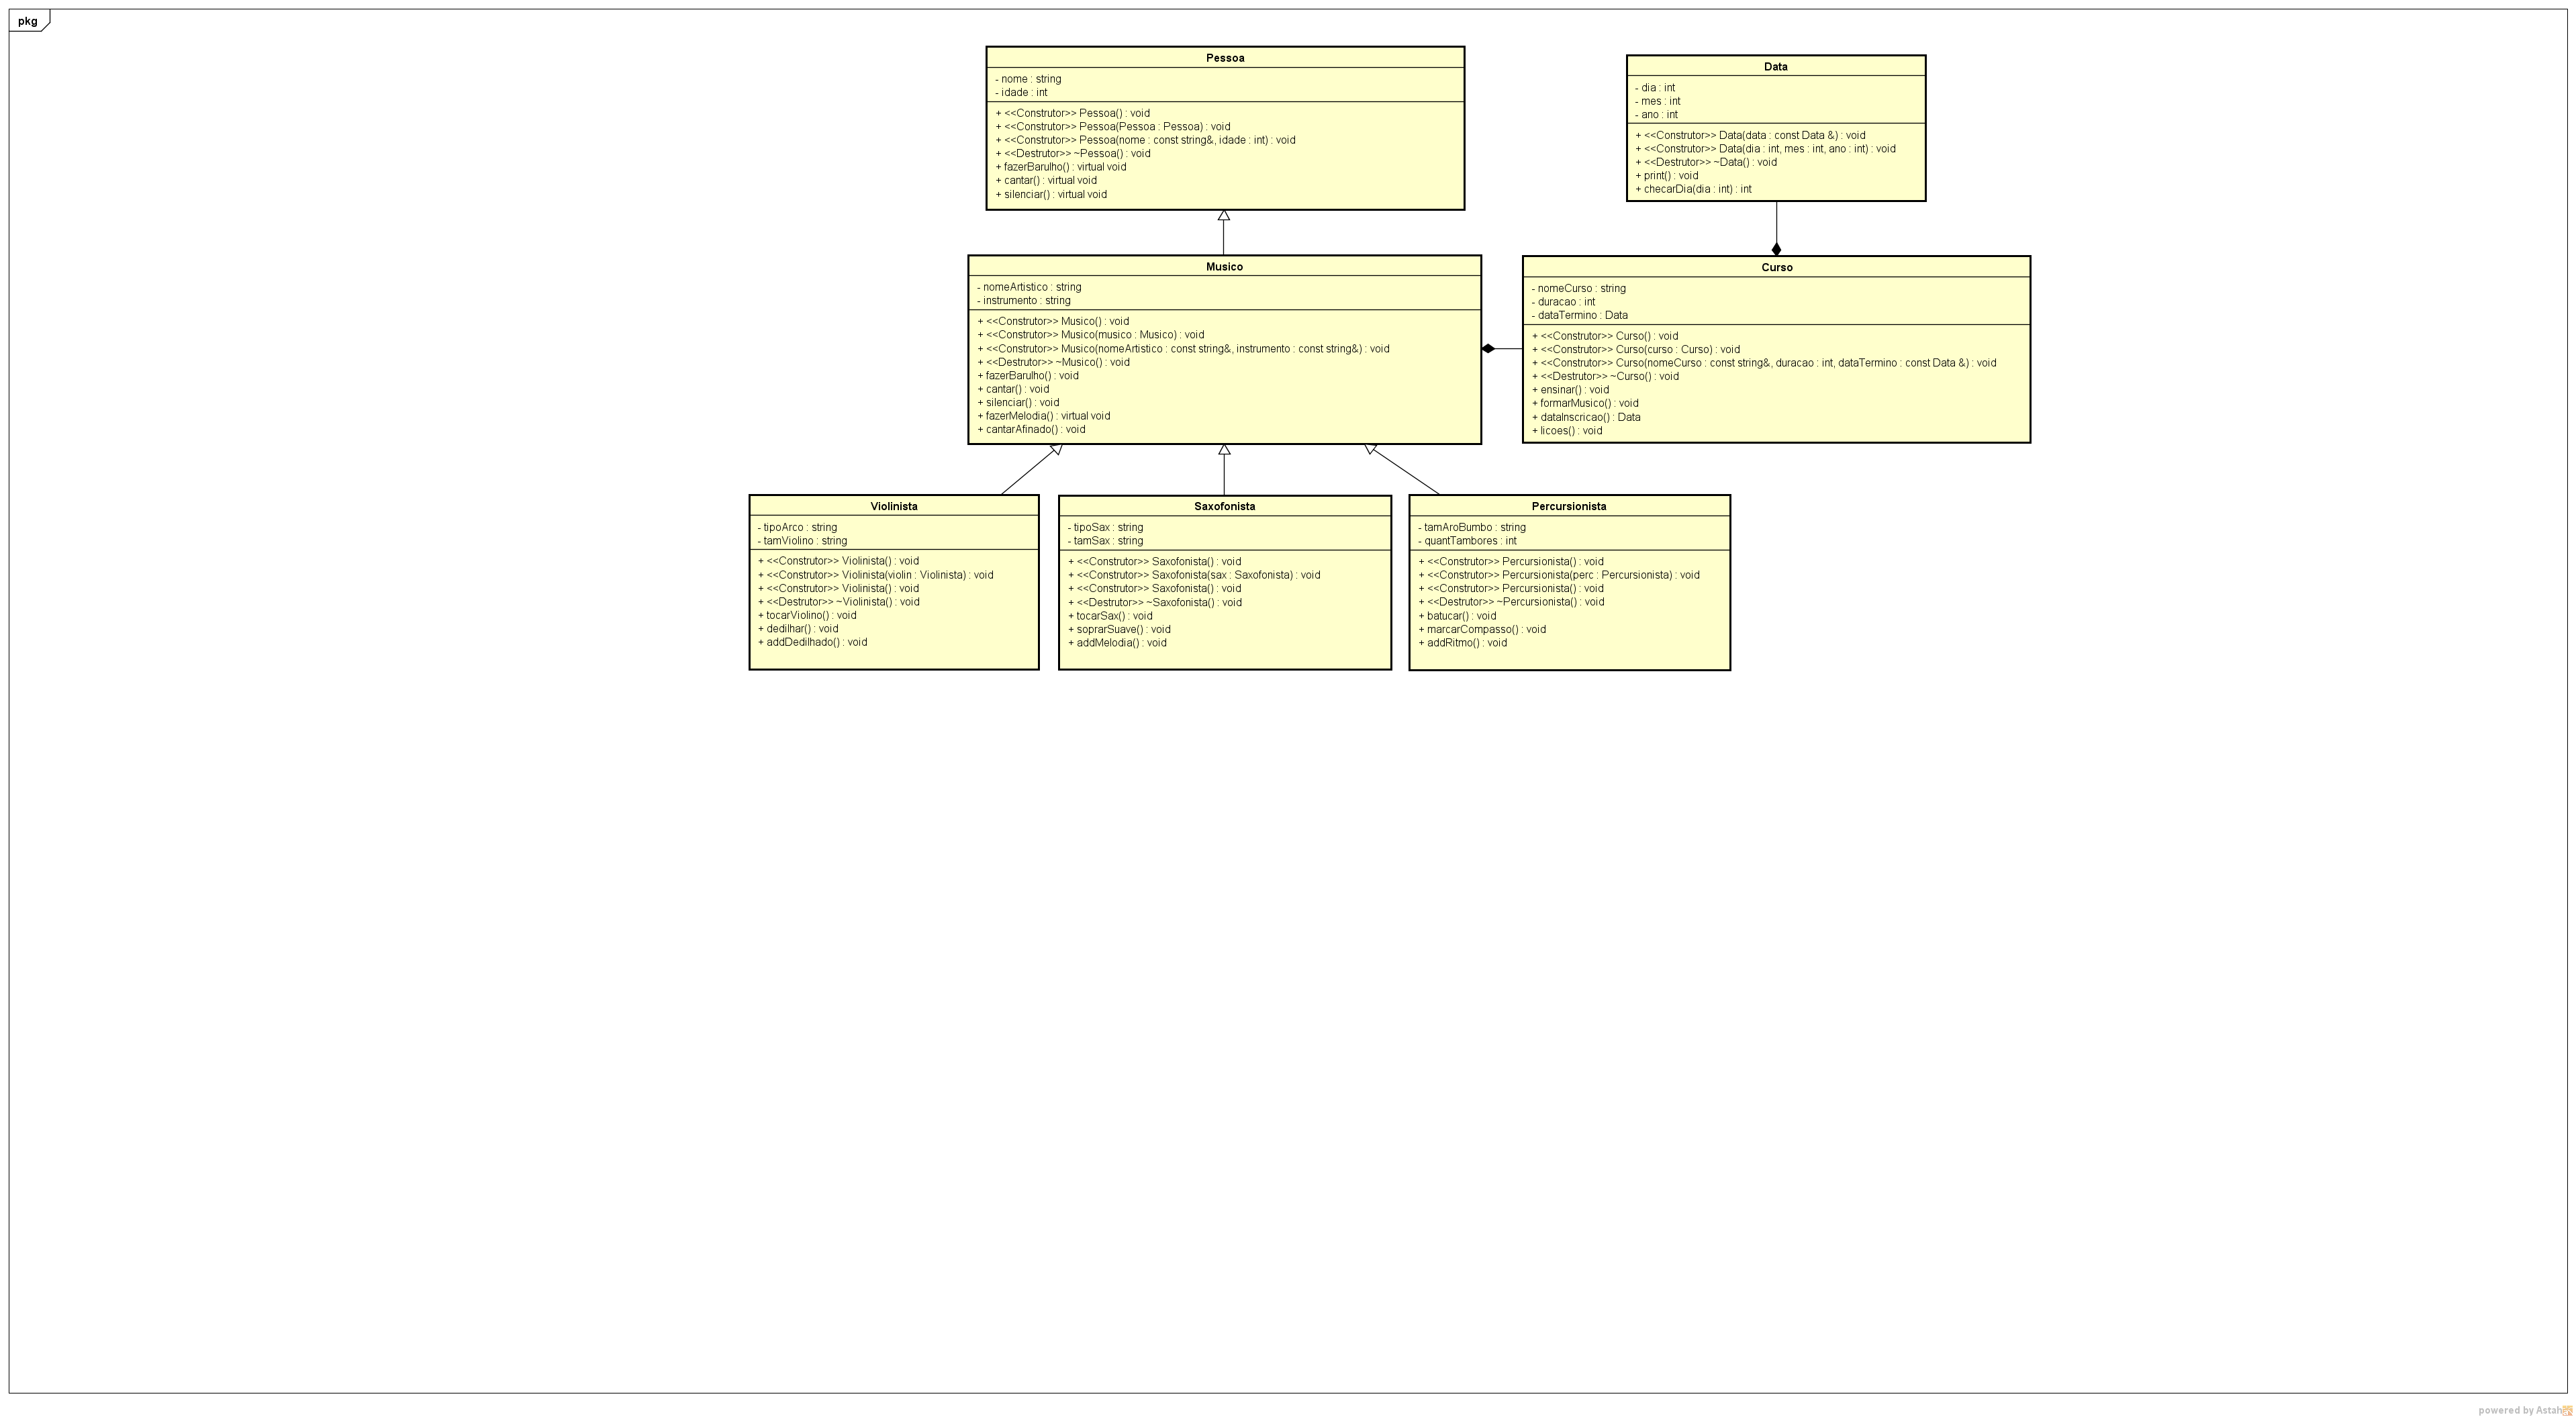 pkg
Pessoa
- nome : string
- idade : int
+ <<Construtor>> Pessoa() : void
+ <<Construtor>> Pessoa(Pessoa : Pessoa) : void
+ <<Construtor>> Pessoa(nome : const string&, idade : int) : void
+ <<Destrutor>> ~Pessoa() : void
+ fazerBarulho() : virtual void
+ cantar() : virtual void
+ silenciar() : virtual void
Data
- dia : int
- mes : int
- ano : int
+ <<Construtor>> Data(data : const Data &) : void
+ <<Construtor>> Data(dia : int, mes : int, ano : int) : void
+ <<Destrutor>> ~Data() : void
+ print() : void
+ checarDia(dia : int) : int
Musico
- nomeArtistico : string
- instrumento : string
+ <<Construtor>> Musico() : void
+ <<Construtor>> Musico(musico : Musico) : void
+ <<Construtor>> Musico(nomeArtistico : const string&, instrumento : const string&) : void
+ <<Destrutor>> ~Musico() : void
+ fazerBarulho() : void
+ cantar() : void
+ silenciar() : void
+ fazerMelodia() : virtual void
+ cantarAfinado() : void
Curso
- nomeCurso : string
- duracao : int
- dataTermino : Data
+ <<Construtor>> Curso() : void
+ <<Construtor>> Curso(curso : Curso) : void
+ <<Construtor>> Curso(nomeCurso : const string&, duracao : int, dataTermino : const Data &) : void
+ <<Destrutor>> ~Curso() : void
+ ensinar() : void
+ formarMusico() : void
+ dataInscricao() : Data
+ licoes() : void
Violinista
- tipoArco : string
- tamViolino : string
+ <<Construtor>> Violinista() : void
+ <<Construtor>> Violinista(violin : Violinista) : void
+ <<Construtor>> Violinista() : void
+ <<Destrutor>> ~Violinista() : void
+ tocarViolino() : void
+ dedilhar() : void
+ addDedilhado() : void
Saxofonista
- tipoSax : string
- tamSax : string
+ <<Construtor>> Saxofonista() : void
+ <<Construtor>> Saxofonista(sax : Saxofonista) : void
+ <<Construtor>> Saxofonista() : void
+ <<Destrutor>> ~Saxofonista() : void
+ tocarSax() : void
+ soprarSuave() : void
+ addMelodia() : void
Percursionista
- tamAroBumbo : string
- quantTambores : int
+ <<Construtor>> Percursionista() : void
+ <<Construtor>> Percursionista(perc : Percursionista) : void
+ <<Construtor>> Percursionista() : void
+ <<Destrutor>> ~Percursionista() : void
+ batucar() : void
+ marcarCompasso() : void
+ addRitmo() : void
powered by Astah